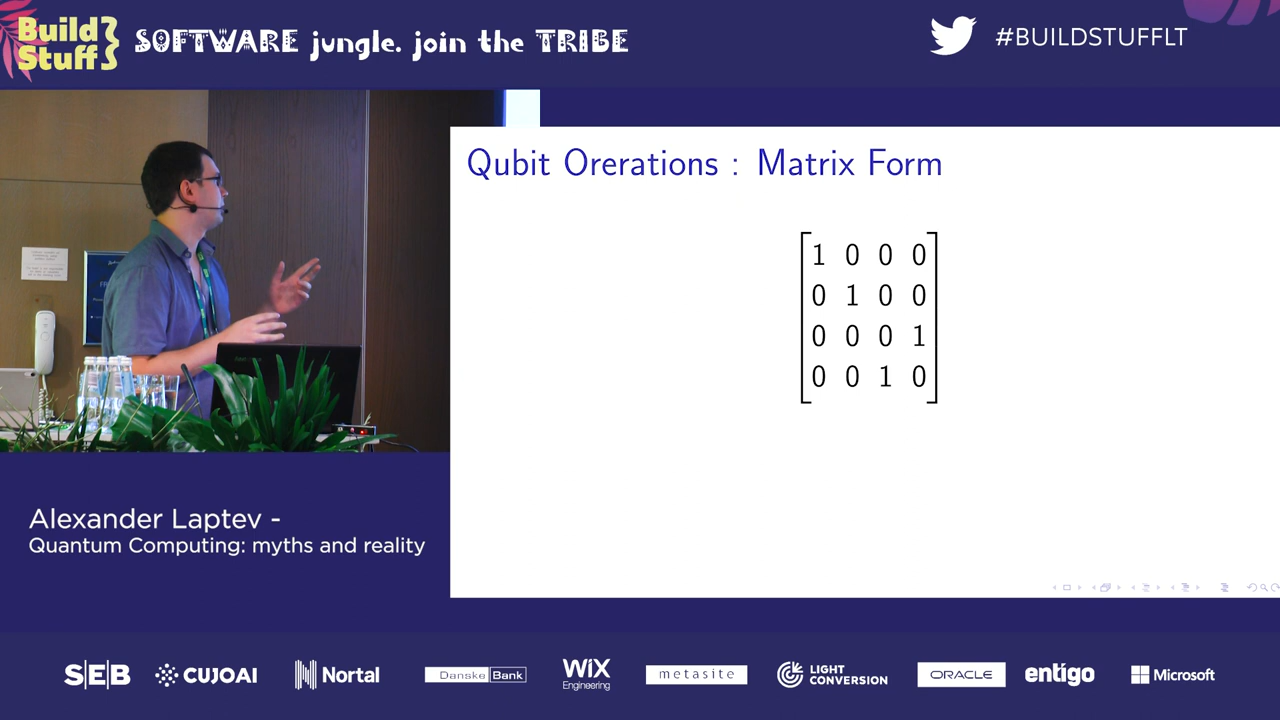 Build
Stuff
SOFTWARE jungle. join the TRIBE
#BUILDSTUFFLT
Qubit Orerations : Matrix Form
1 0 0 0
0 1 0 0
0 0 0 1
0 0 1 0
Alexander Laptev -
Quantum Computing: myths and reality
SEB
CUJOAI
Nortal
Danske Bank
WiX
Engineering
metasite
LIGHT
CONVERSION
ORACLE
entigo
Microsoft